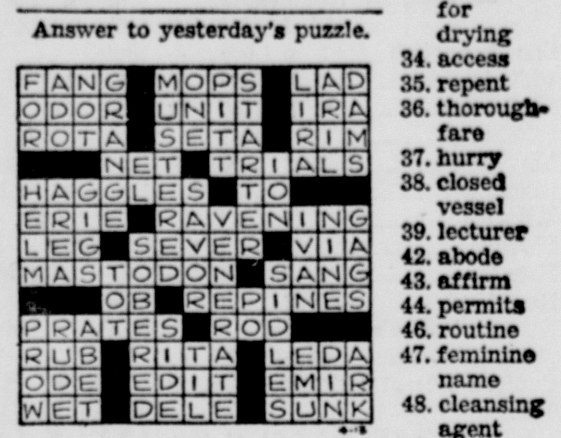 Answer to yesterday's puzzle.
FANG MOPS LAD
ODOR UNIT IRA
ROTA SETA RIM
NET TRIALS
HAGGLES TO
ERIE RAVENING
LEG SEVER VIA
MASTODON SANG
OB REPINES
PRATES ROD
RUB RITA LEDA
ODE EDIT EMIR
WET DELE SUNK
for
drying
34. access
35. repent
36. thorough-
fare
37. hurry
38. closed
vessel
39. lecturer
42. abode
43. affirm
44. permits
46. routine
47. feminine
name
48. cleansing
agent